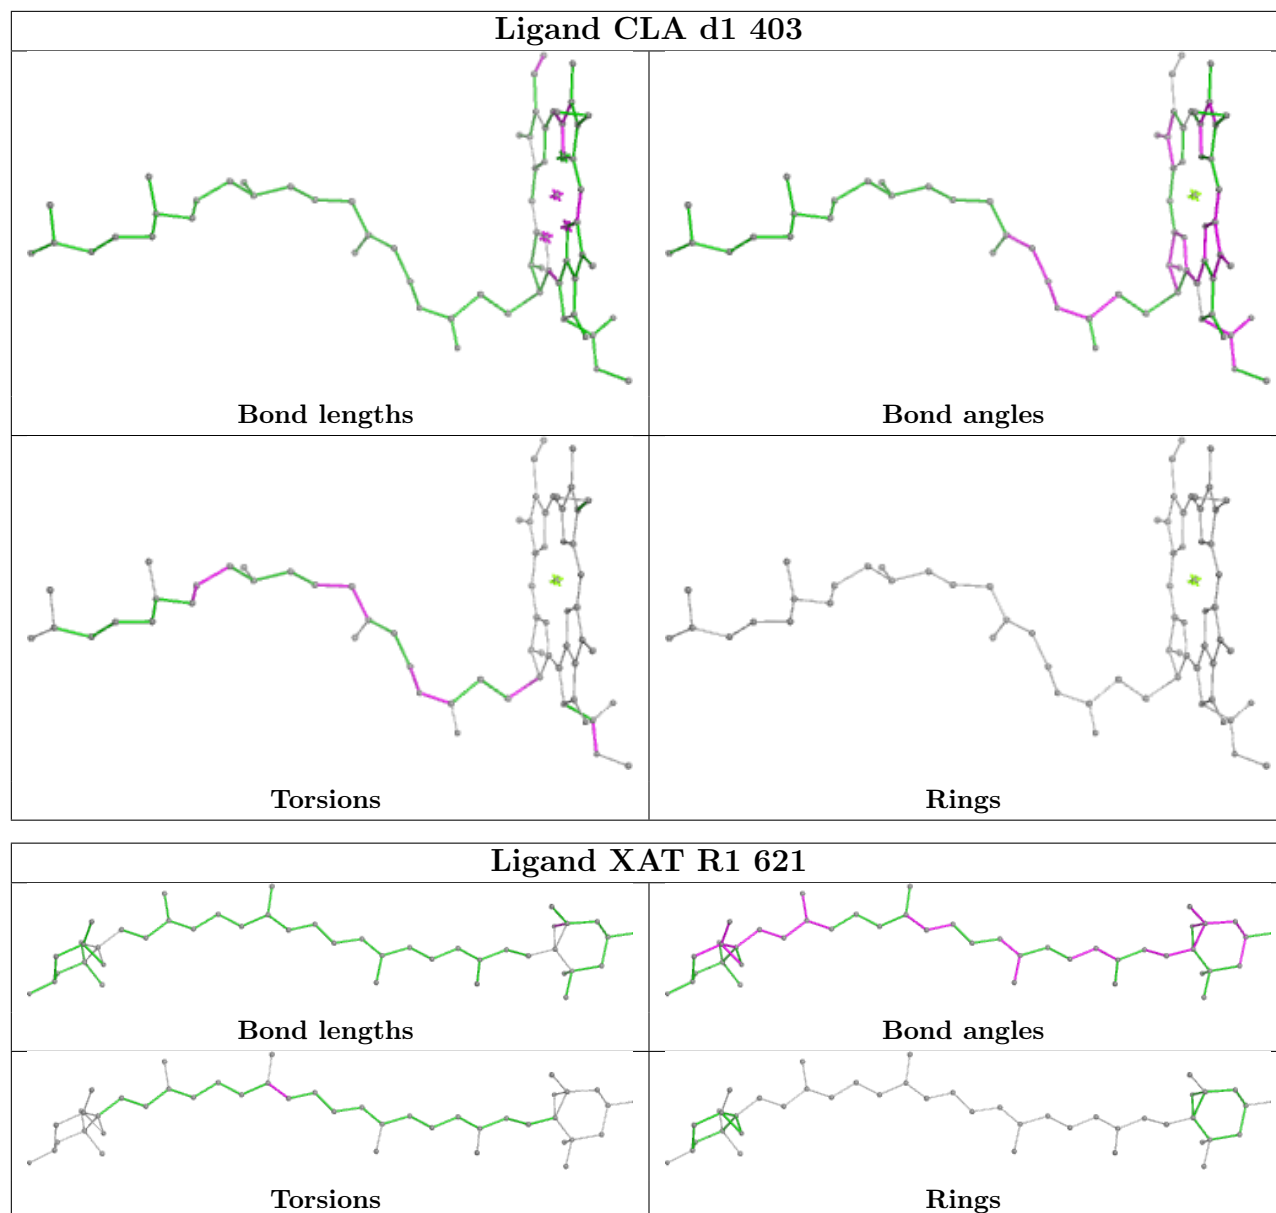 Ligand CLA d1 403
Bond lengths
Bond angles
Torsions
Rings
Ligand XAT R1 621
Bond lengths
Bond angles
Torsions
Rings